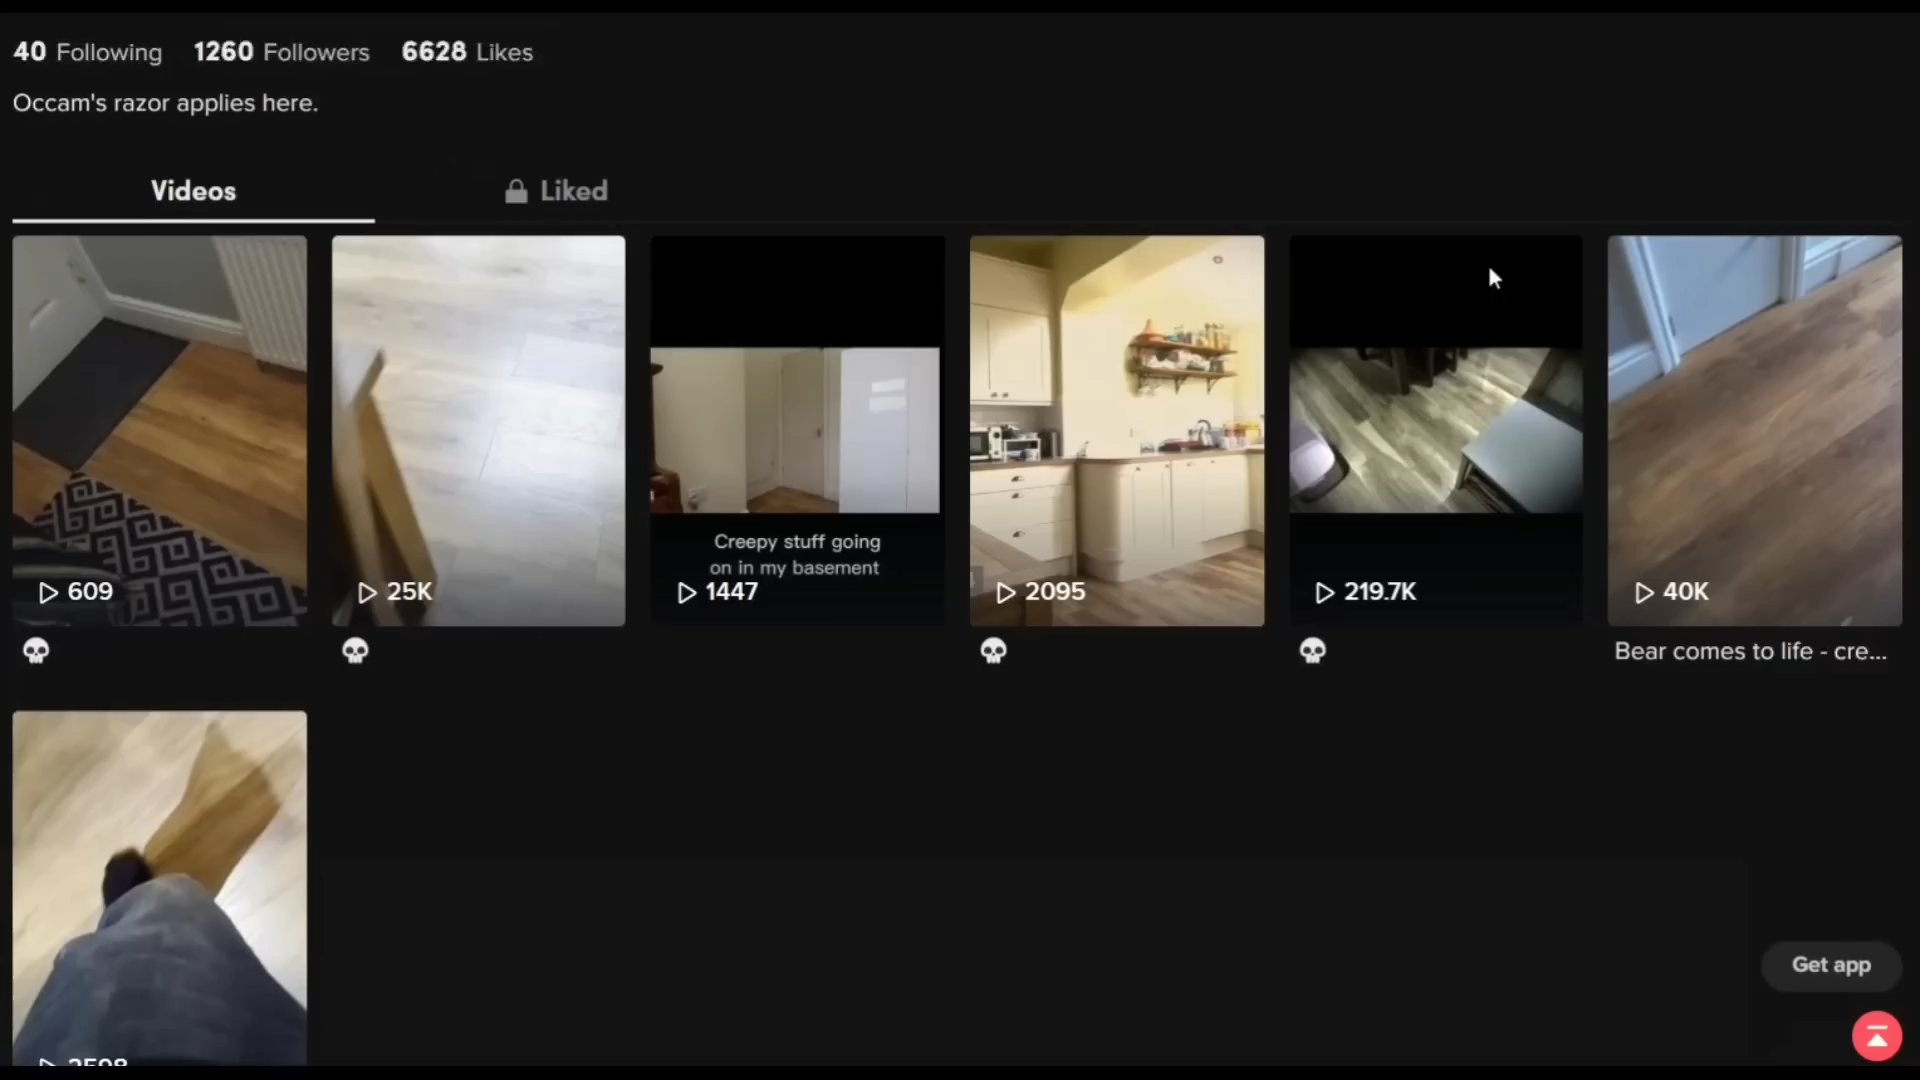 40 Following 1260 Followers 6628 Likes
Occam's razor applies here.
Videos Liked
Creepy stuff going
on in my basement
609 25K 1447 2095 219.7K 40K
Bear comes to life - cre...
Get app